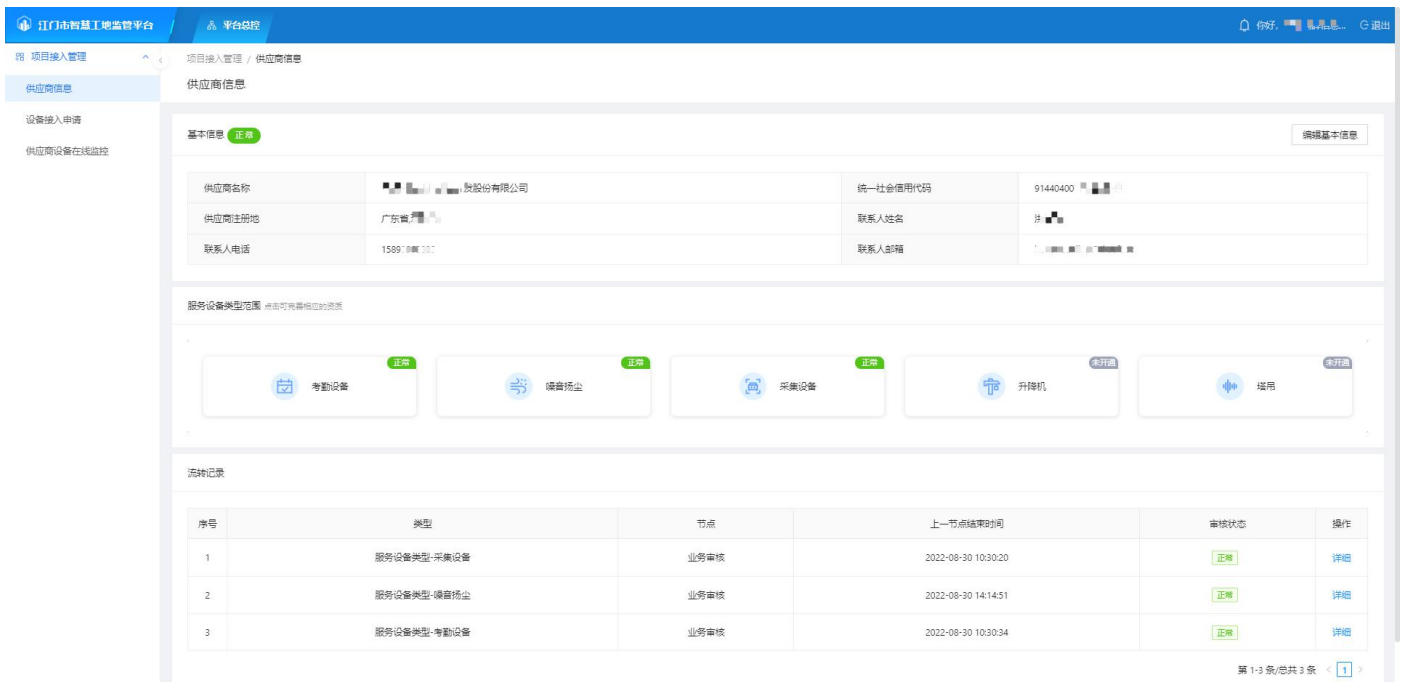 江门市智慧工地监管平台 平台总控 你好, 退出
项目接入管理
项目接入管理 / 供应商信息
供应商信息
供应商信息
设备接入申请
供应商设备在线监控
基本信息 正常 编辑基本信息
供应商名称 发股份有限公司 统一社会信用代码 91440400
供应商注册地 广东省, 联系人姓名
联系人电话 1589 联系人邮箱
服务设备类型范围 点击可完善相应的资质
正常 正常 正常 未开通 未开通
考勤设备 噪音扬尘 采集设备 升降机 塔吊
流转记录
序号 类型 节点 上一节点结束时间 审核状态 操作
1 服务设备类型-采集设备 业务审核 2022-08-30 10:30:20 正常 详细
2 服务设备类型-噪音扬尘 业务审核 2022-08-30 14:14:51 正常 详细
3 服务设备类型-考勤设备 业务审核 2022-08-30 10:30:34 正常 详细
第 1-3 条/总共 3 条 < 1 >